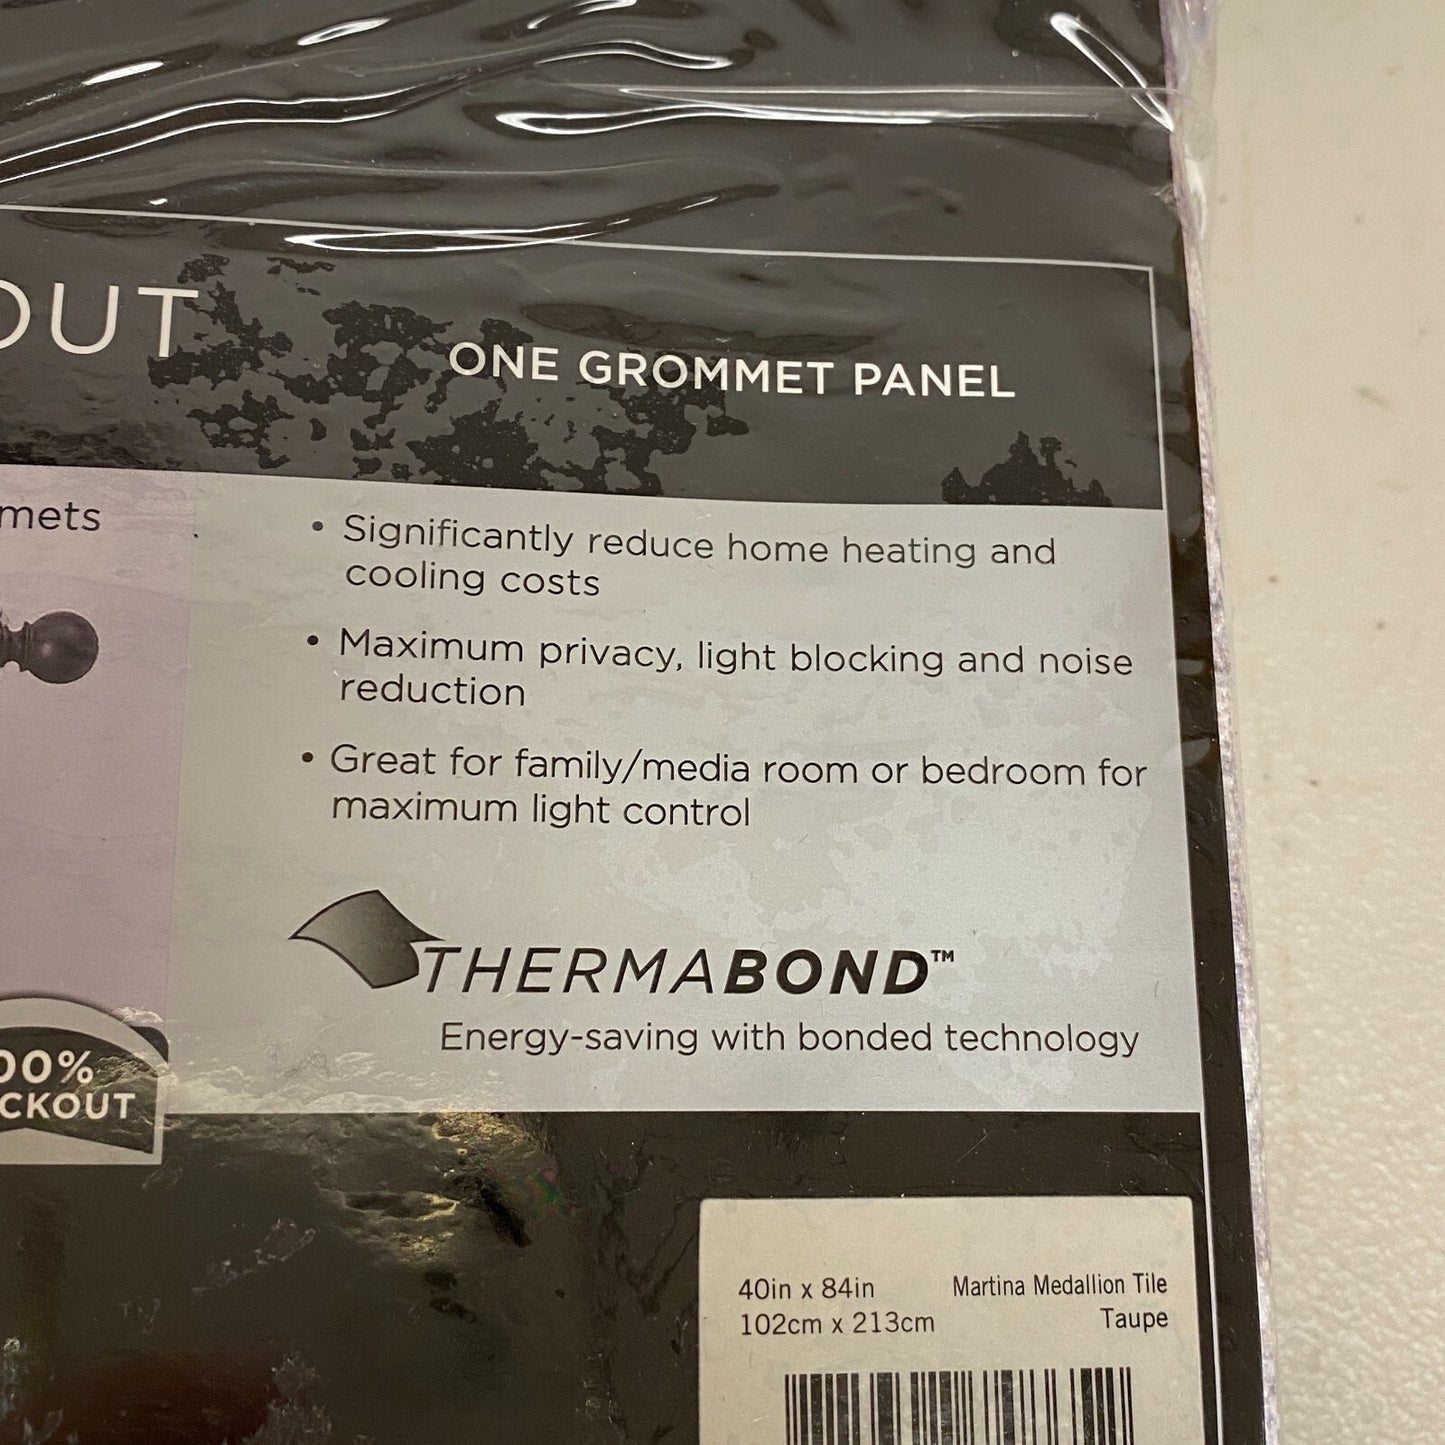 OUT
ONE GROMMET PANEL
mets
• Significantly reduce home heating and
cooling costs
• Maximum privacy, light blocking and noise
reduction
• Great for family/media room or bedroom for
maximum light control
THERMABOND™
Energy-saving with bonded technology
00%
CKOUT
40in x 84in Martina Medallion Tile
102cm x 213cm Taupe